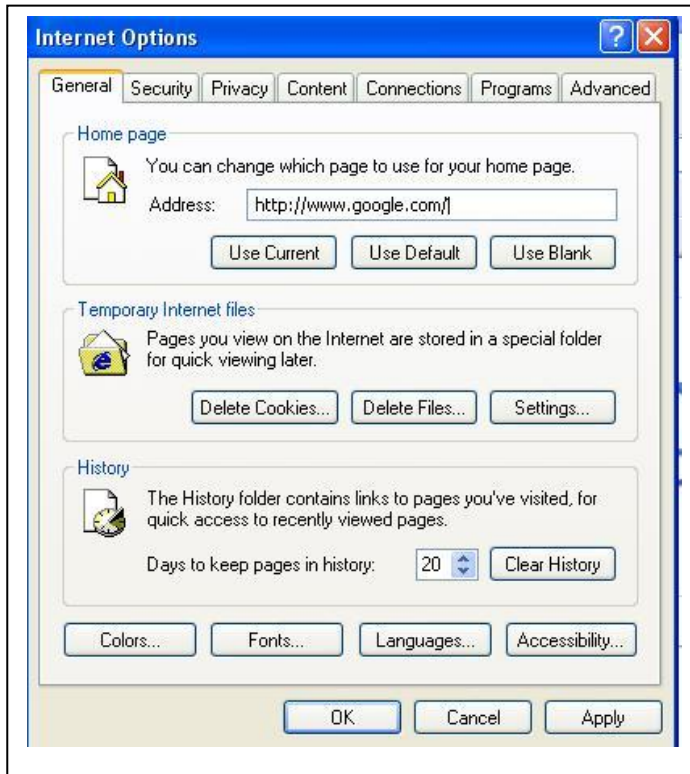 Internet Options
General Security Privacy Content Connections Programs Advanced
Home page
You can change which page to use for your home page.
Address: http://www.google.com/
Use Current Use Default Use Blank
Temporary Internet files
Pages you view on the Internet are stored in a special folder
for quick viewing later.
Delete Cookies... Delete Files... Settings...
History
The History folder contains links to pages you've visited, for
quick access to recently viewed pages.
Days to keep pages in history: 20 Clear History
Colors... Fonts... Languages... Accessibility...
OK Cancel Apply